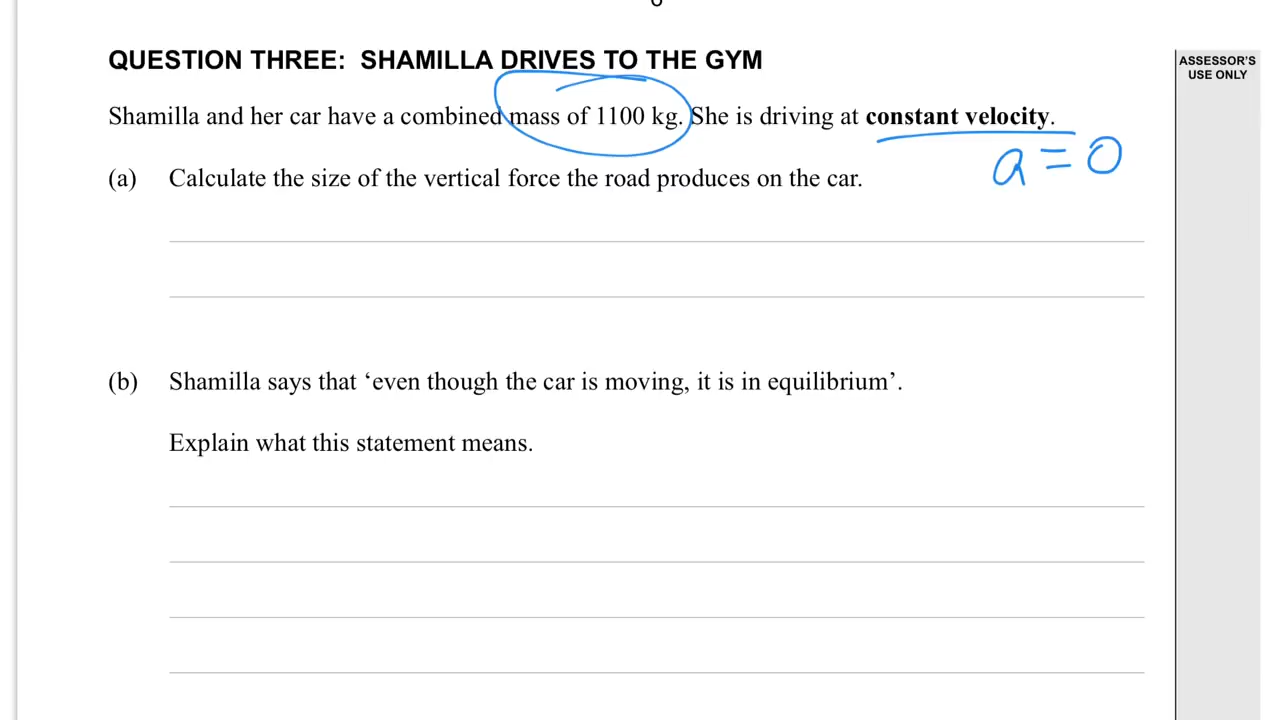 QUESTION THREE: SHAMILLA DRIVES TO THE GYM
ASSESSOR'S
USE ONLY
Shamilla and her car have a combined mass of 1100 kg. She is driving at constant velocity.
a = 0
(a) Calculate the size of the vertical force the road produces on the car.
(b) Shamilla says that ‘even though the car is moving, it is in equilibrium’.
Explain what this statement means.